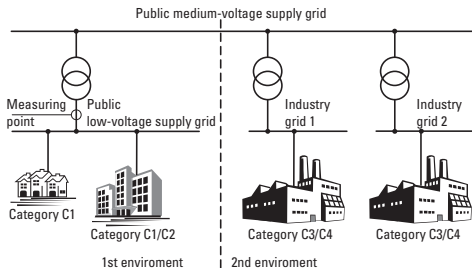 Public medium-voltage supply grid
Measuring
point
Public
low-voltage supply grid
Industry
grid 1
Industry
grid 2
Category C1
Category C1/C2
Category C3/C4
Category C3/C4
1st enviroment
2nd enviroment